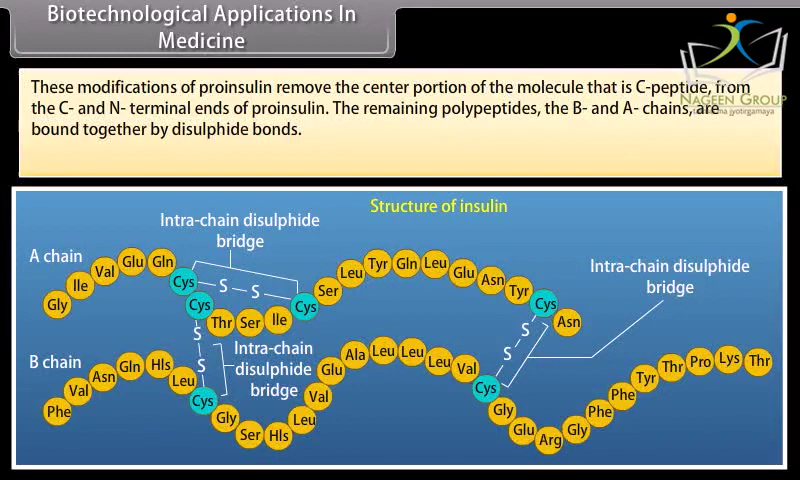 Biotechnological Applications In
Medicine
NAGEEN GROUP
jyotirgamaya
These modifications of proinsulin remove the center portion of the molecule that is C-peptide, from
the C- and N- terminal ends of proinsulin. The remaining polypeptides, the B- and A- chains, are
bound together by disulphide bonds.
Structure of insulin
Intra-chain disulphide
bridge
A chain
Gly Ile Val Glu Gln Cys Cys Thr Ser Ile Cys Ser Leu Tyr Gln Leu Glu Asn Tyr Cys Asn
S S
Intra-chain disulphide
bridge
S
S
Intra-chain
disulphide
bridge
S
S
B chain
Phe Val Asn Gln Hls Leu Cys Gly Ser Hls Leu Val Glu Ala Leu Leu Leu Val Cys Gly Glu Arg Gly Phe Phe Tyr Thr Pro Lys Thr